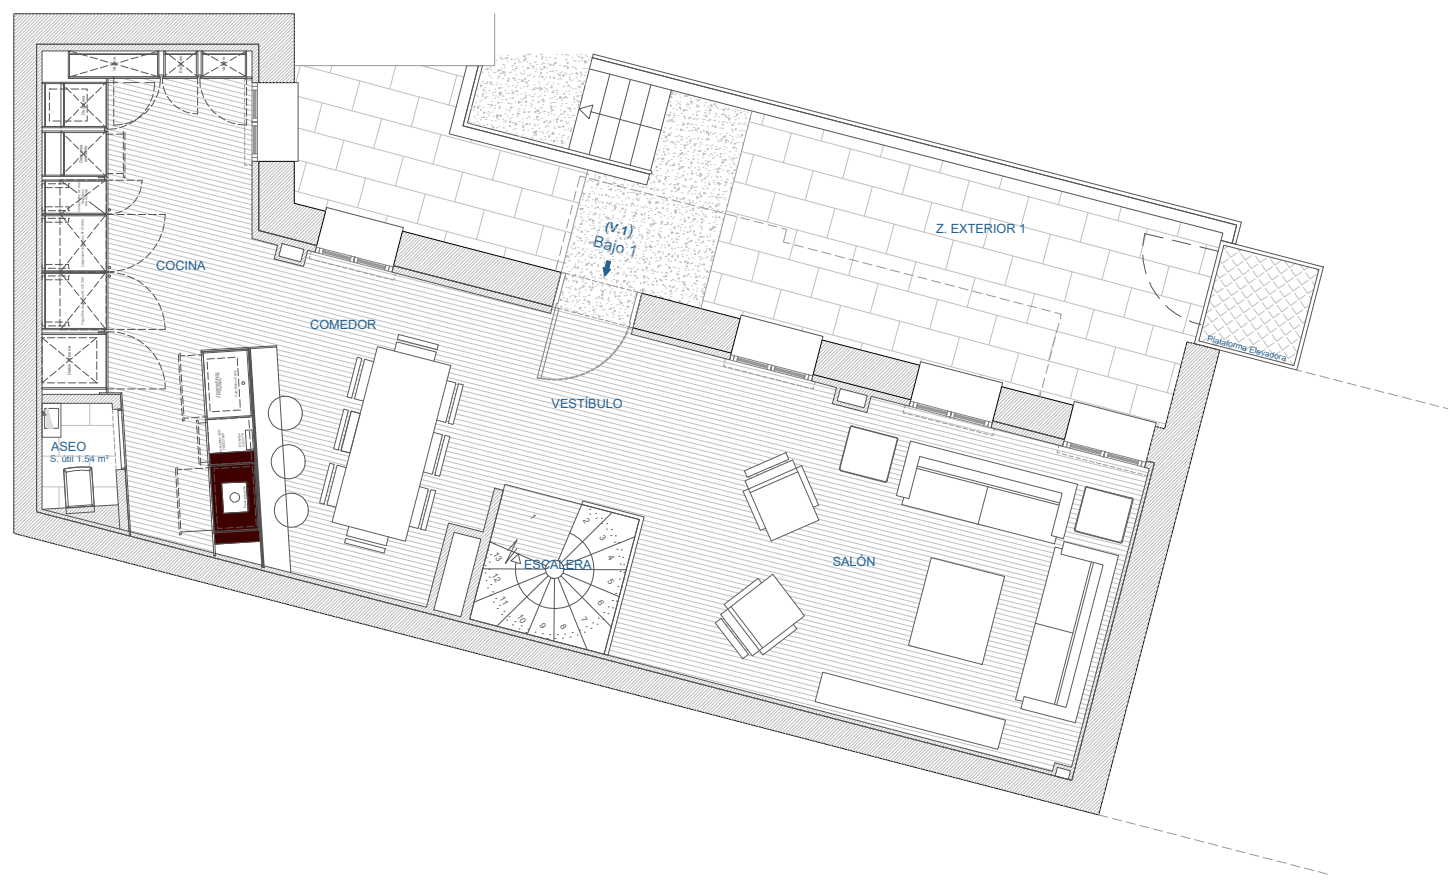 Z. EXTERIOR 1
(V.1)
Bajo 1
COCINA
COMEDOR
Plataforma Elevadora
VESTÍBULO
ASEO
S. útil 1.54 m²
ESCALERA
SALÓN
1
2
3
4
5
6
7
8
9
10
11
12
13